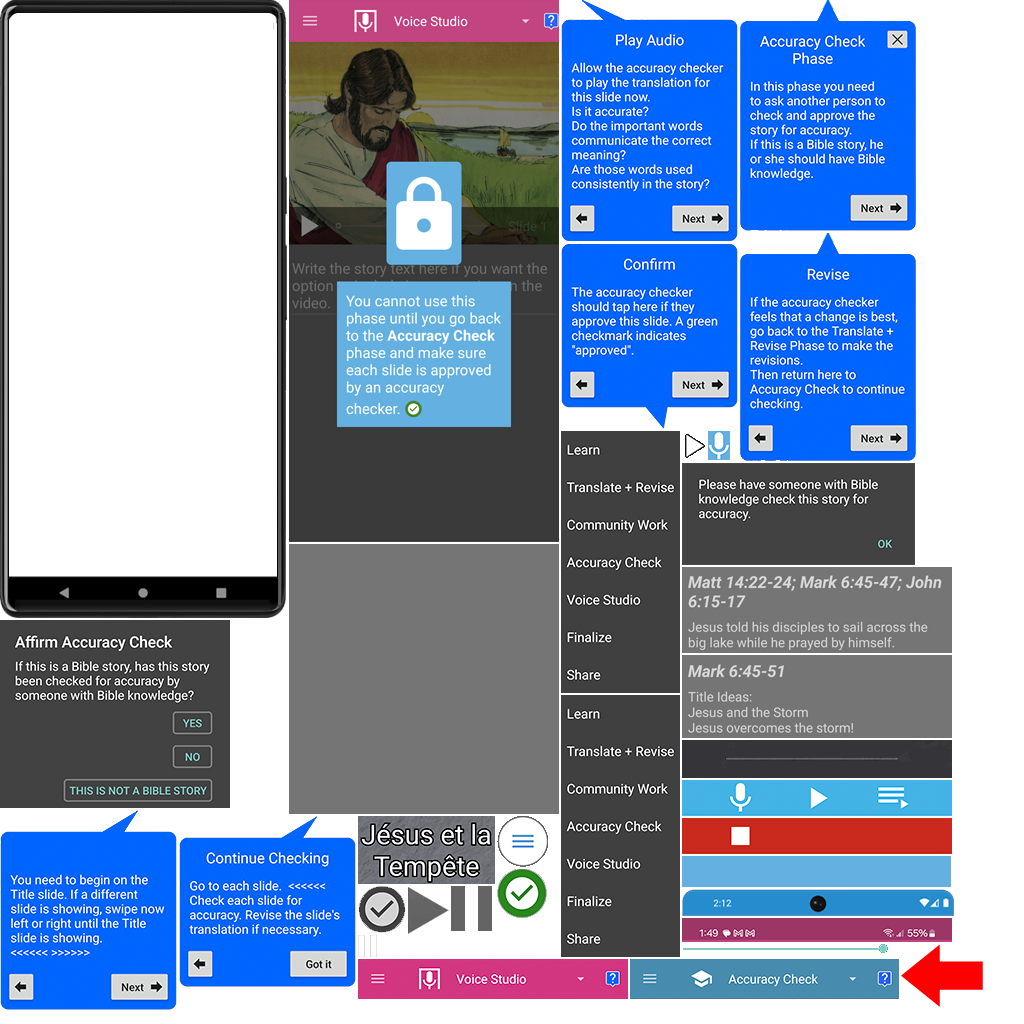 Voice Studio
?
Slide 1
Write the story text here if you want the
video.
You cannot use this
phase until you go back
to the Accuracy Check
phase and make sure
each slide is approved
by an accuracy
checker.
Play Audio
Allow the accuracy checker
to play the translation for
this slide now.
Is it accurate?
Do the important words
communicate the correct
meaning?
Are those words used
consistently in the story?
Next
Accuracy Check
Phase
In this phase you need
to ask another person to
check and approve the
story for accuracy.
If this is a Bible story, he
or she should have Bible
knowledge.
Next
Confirm
The accuracy checker
should tap here if they
approve this slide. A green
checkmark indicates
"approved".
Next
Revise
If the accuracy checker
feels that a change is best,
go back to the Translate +
Revise Phase to make the
revisions.
Then return here to
Accuracy Check to continue
checking.
Next
Learn
Translate + Revise
Community Work
Accuracy Check
Voice Studio
Finalize
Share
Please have someone with Bible
knowledge check this story for
accuracy.
OK
Matt 14:22-24; Mark 6:45-47; John
6:15-17
Jesus told his disciples to sail across the
big lake while he prayed by himself.
Mark 6:45-51
Title Ideas:
Jesus and the Storm
Jesus overcomes the storm!
Learn
Translate + Revise
Community Work
Accuracy Check
Voice Studio
Finalize
Share
2:12
1:49
55%
Affirm Accuracy Check
If this is a Bible story, has this story
been checked for accuracy by
someone with Bible knowledge?
YES
NO
THIS IS NOT A BIBLE STORY
You need to begin on the
Title slide. If a different
slide is showing, swipe now
left or right until the Title
slide is showing.
<<<<<< >>>>>>
Next
Continue Checking
Go to each slide. <<<<<<
Check each slide for
accuracy. Revise the slide's
translation if necessary.
Got it
Jésus et la
Tempête
Voice Studio
?
Accuracy Check
?